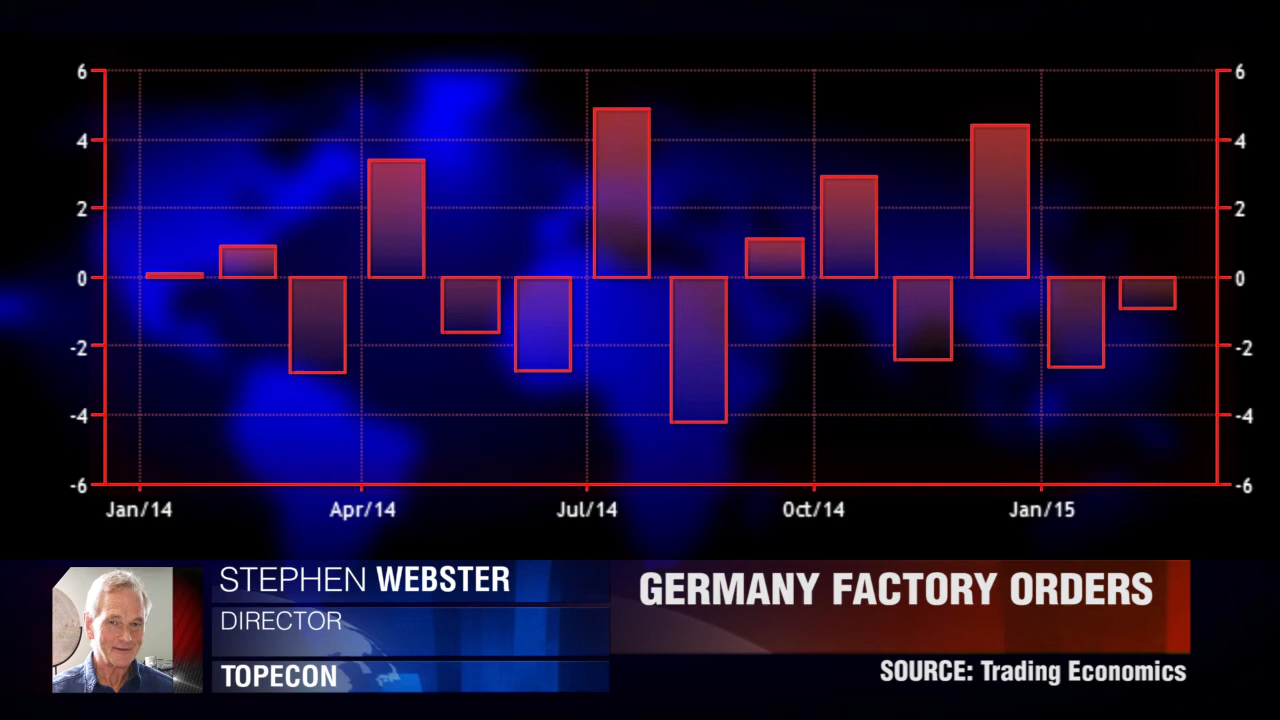 6 6
4 4
2 2
0 0
-2 -2
-4 -4
-6 -6
Jan/14 Apr/14 Jul/14 Oct/14 Jan/15
STEPHEN WEBSTER
DIRECTOR
TOPECON
GERMANY FACTORY ORDERS
SOURCE: Trading Economics